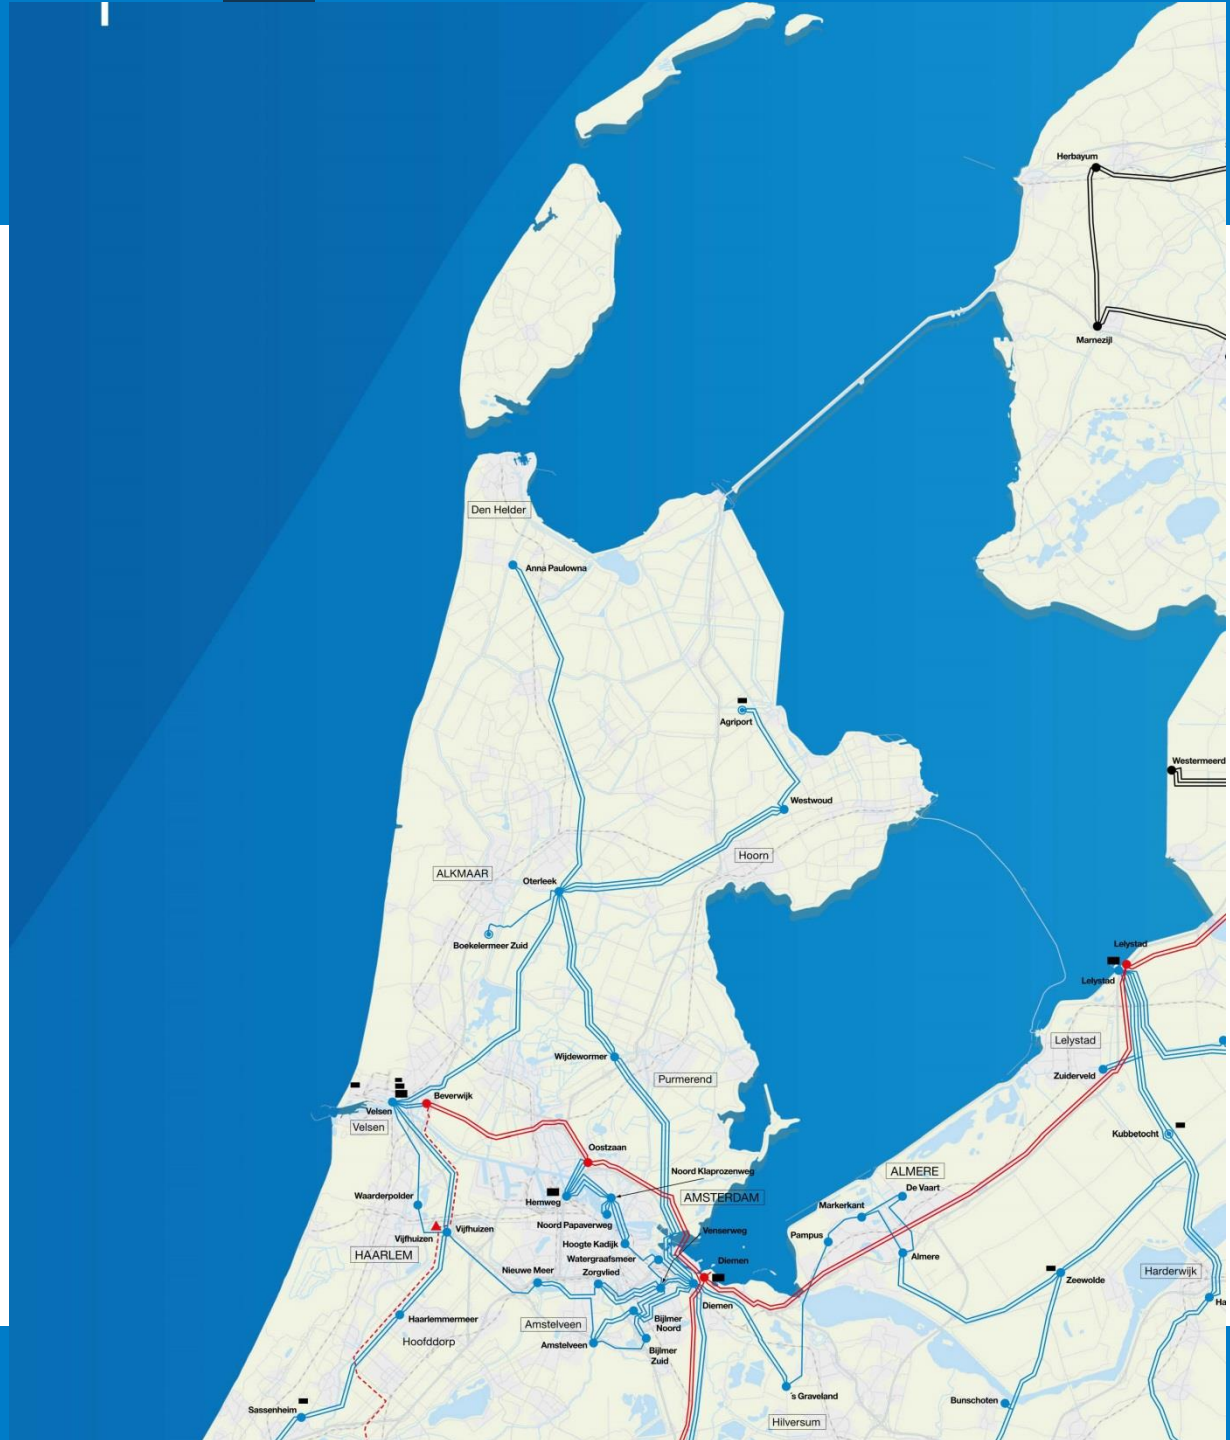 Herbayum
Marnezijl
Den Helder
Anna Paulowna
Agriport
Westermeerd
Westwoud
Hoorn
ALKMAAR
Oterleek
Boekelermeer Zuid
Lelystad
Lelystad
Lelystad
Wijdewormer
Zuiderveld
Purmerend
Beverwijk
Velsen
Velsen
Kubbetocht
Oostzaan
Noord Klaprozenweg
ALMERE
De Vaart
Waarderpolder
Hemweg
AMSTERDAM
Markerkant
Noord Papaverweg
Vijfhuizen
Vijfhuizen
Venserweg
Pampus
Hoogte Kadijk
HAARLEM
Watergraafsmeer
Diemen
Almere
Nieuwe Meer
Zorgvlied
Zeewolde
Harderwijk
Ha
Diemen
Haarlemmermeer
Amstelveen
Bijlmer
Noord
Hoofddorp
Amstelveen
Bijlmer
Zuid
's Graveland
Bunschoten
Sassenheim
Hilversum